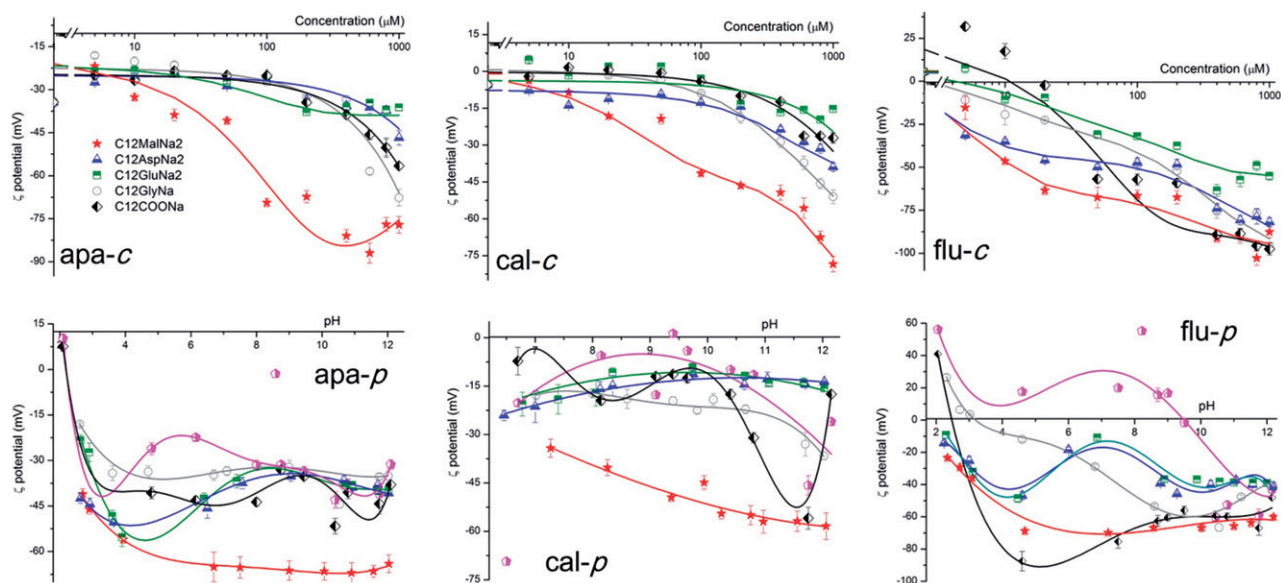 Concentration (μM)
10 100 1000
-15
-30
-45
-60
-75
-90
ζ potential (mV)
C12MalNa2
C12AspNa2
C12GluNa2
C12GlyNa
C12COONa
apa-c
Concentration (μM)
10 100 1000
0
-15
-30
-45
-60
-75
ζ potential (mV)
cal-c
Concentration (μM)
100 1000
25
0
-25
-50
-75
-100
ζ potential (mV)
flu-c
pH
2 4 6 8 10 12
15
0
-15
-30
-45
-60
ζ potential (mV)
apa-p
pH
7 8 9 10 11 12
15
0
-15
-30
-45
-60
-75
ζ potential (mV)
cal-p
pH
2 4 6 8 10 12
60
40
20
0
-20
-40
-60
-80
-100
ζ potential (mV)
flu-p